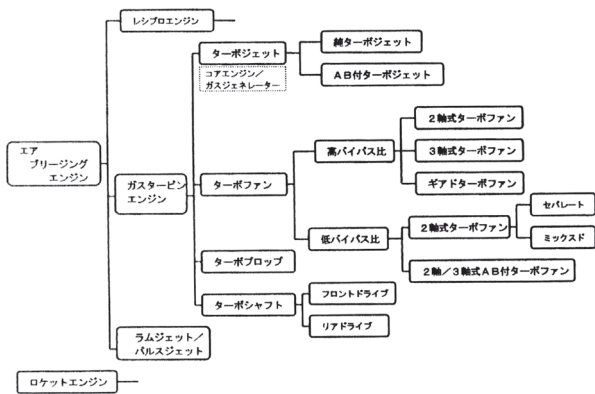 レシプロエンジン
ターボジェット
コアエンジン／
ガスジェネレーター
純ターボジェット
ＡＢ付ターボジェット
エア
ブリージング
エンジン
ガスタービン
エンジン
ターボファン
高バイパス比
２軸式ターボファン
３軸式ターボファン
ギアドターボファン
低バイパス比
２軸式ターボファン
セパレート
ミックスド
２軸／３軸式ＡＢ付ターボファン
ターボプロップ
ターボシャフト
フロントドライブ
リアドライブ
ラムジェット／
パルスジェット
ロケットエンジン